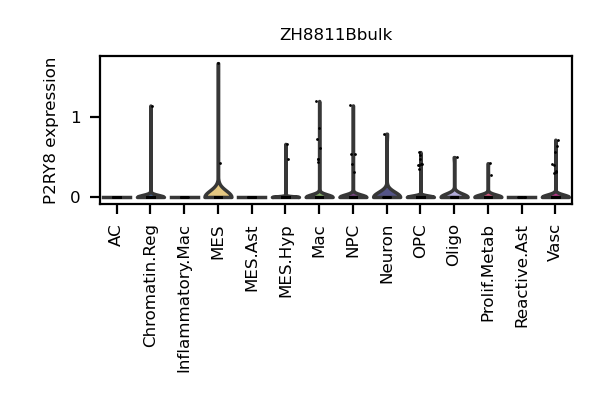 ZH8811Bbulk
P2RY8 expression
1
0
AC
Chromatin.Reg
Inflammatory.Mac
MES
MES.Ast
MES.Hyp
Mac
NPC
Neuron
OPC
Oligo
Prolif.Metab
Reactive.Ast
Vasc